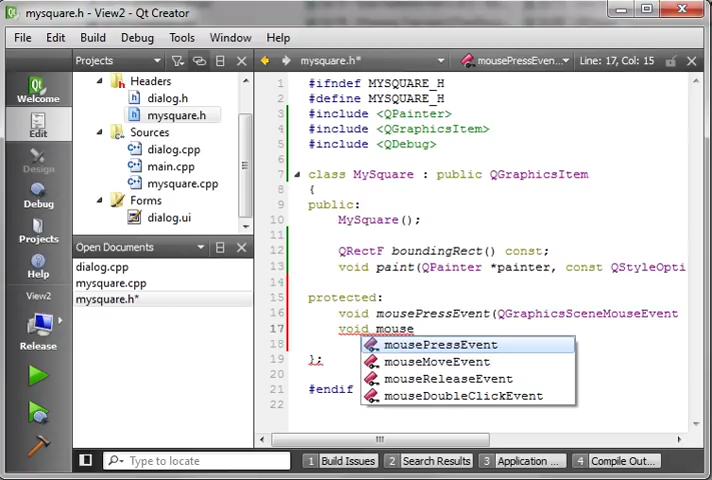 mysquare.h - View2 - Qt Creator
File Edit Build Debug Tools Window Help
Projects
mysquare.h*
mousePressEven...
Line: 17, Col: 15
Welcome
Edit
Design
Debug
Projects
Help
View2
Release
Headers
dialog.h
mysquare.h
Sources
dialog.cpp
main.cpp
mysquare.cpp
Forms
dialog.ui
Open Documents
dialog.cpp
mysquare.cpp
mysquare.h*
1 #ifndef MYSQUARE_H
2 #define MYSQUARE_H
3 #include <QPainter>
4 #include <QGraphicsItem>
5 #include <QDebug>
6
7 class MySquare : public QGraphicsItem
8 {
9 public:
10 MySquare();
11
12 QRectF boundingRect() const;
13 void paint(QPainter *painter, const QStyleOpti
14
15 protected:
16 void mousePressEvent(QGraphicsSceneMouseEvent
17 void mouse
18
19 };
20
21 #endif
22
mousePressEvent
mouseMoveEvent
mouseReleaseEvent
mouseDoubleClickEvent
Type to locate
1 Build Issues
2 Search Results
3 Application ...
4 Compile Out...